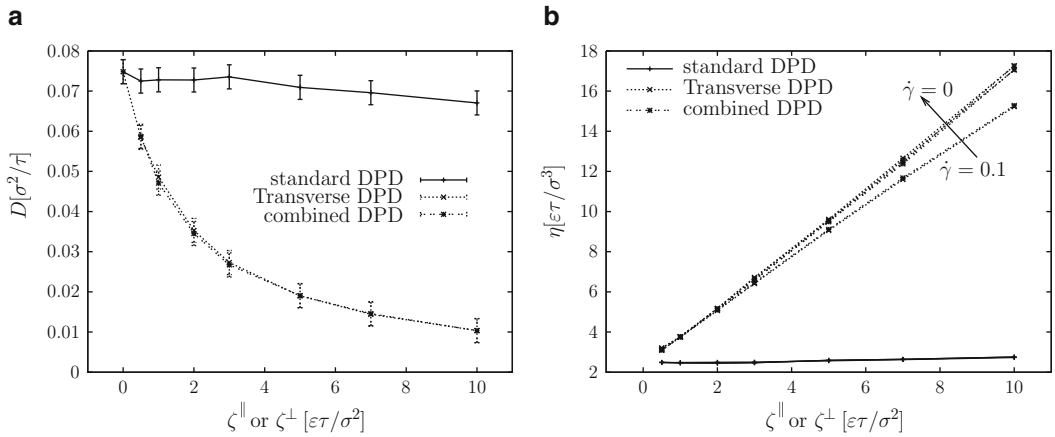 a
0.08
0.07
0.06
0.05
0.04
0.03
0.02
0.01
0
0 2 4 6 8 10
D[σ²/τ]
ζ^∥ or ζ^⊥ [ετ/σ²]
standard DPD
Transverse DPD
combined DPD
b
18
16
14
12
10
8
6
4
2
0 2 4 6 8 10
η[ετ/σ³]
ζ^∥ or ζ^⊥ [ετ/σ²]
standard DPD
Transverse DPD
combined DPD
γ̇ = 0
γ̇ = 0.1